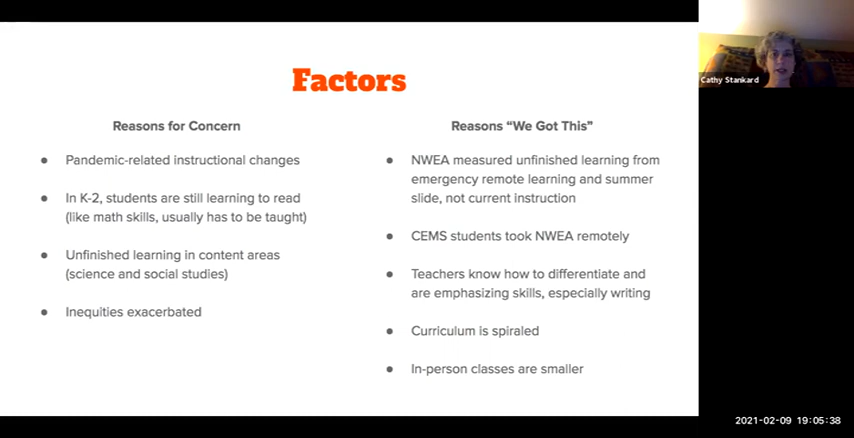 Factors
Reasons for Concern
● Pandemic-related instructional changes
● In K-2, students are still learning to read
(like math skills, usually has to be taught)
● Unfinished learning in content areas
(science and social studies)
● Inequities exacerbated
Reasons “We Got This”
● NWEA measured unfinished learning from
emergency remote learning and summer
slide, not current instruction
● CEMS students took NWEA remotely
● Teachers know how to differentiate and
are emphasizing skills, especially writing
● Curriculum is spiraled
● In-person classes are smaller
Cathy Stankard
2021-02-09 19:05:38